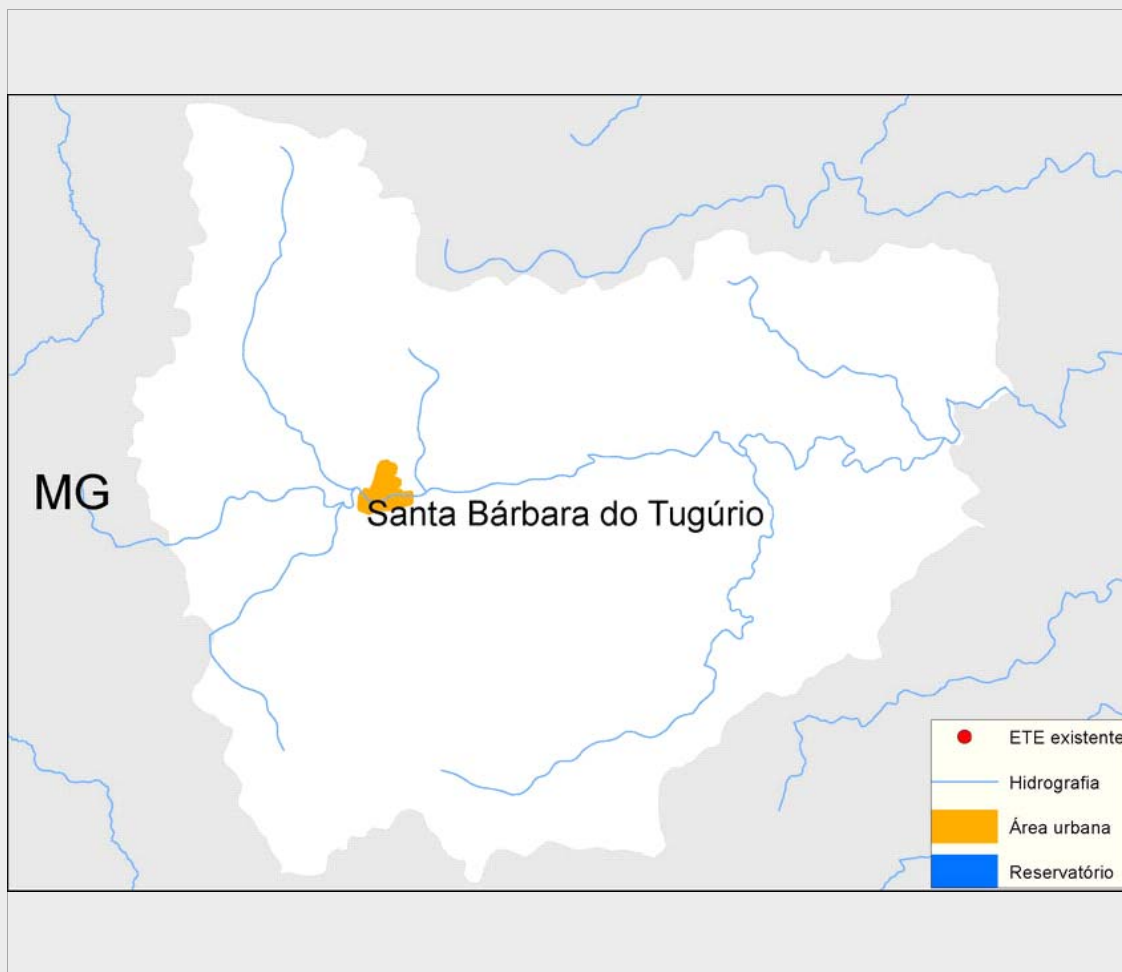 MG
Santa Bárbara do Tugúrio
ETE existente
Hidrografia
Área urbana
Reservatório